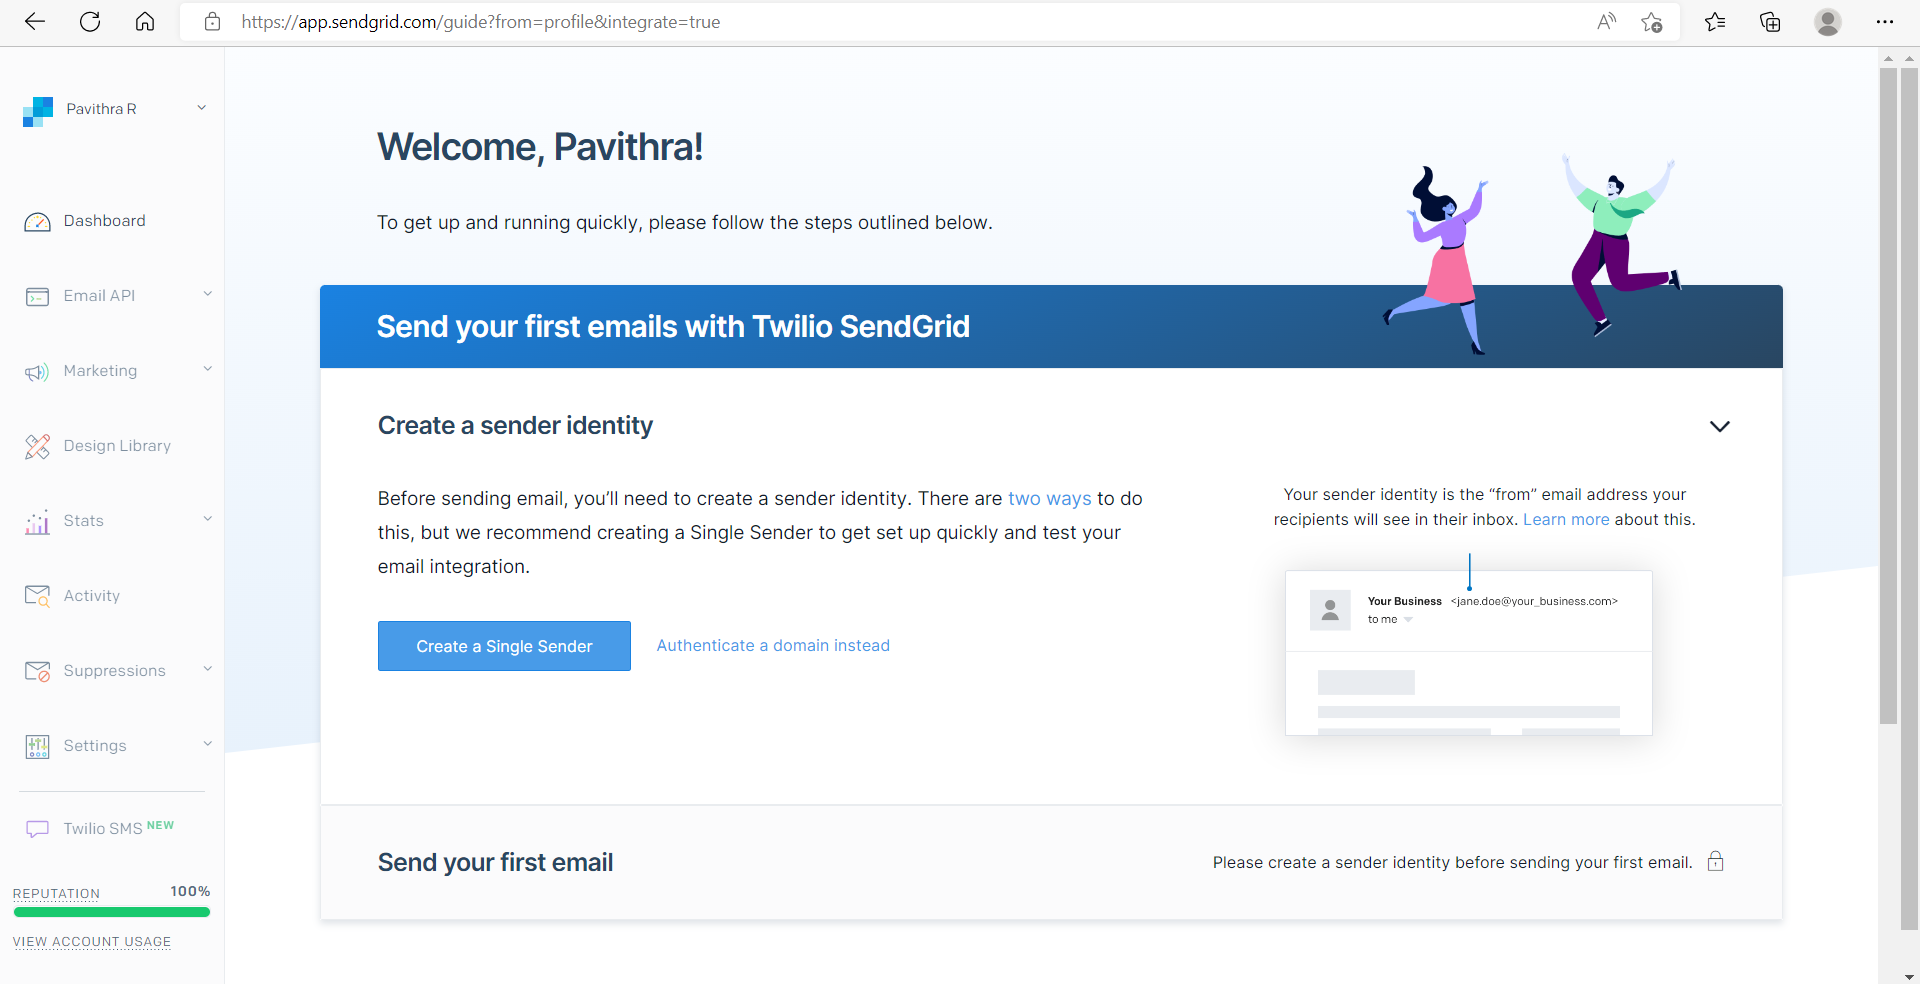 https://app.sendgrid.com/guide?from=profile&integrate=true
Pavithra R
Dashboard
Email API
Marketing
Design Library
Stats
Activity
Suppressions
Settings
Twilio SMS NEW
REPUTATION 100%
VIEW ACCOUNT USAGE
Welcome, Pavithra!
To get up and running quickly, please follow the steps outlined below.
Send your first emails with Twilio SendGrid
Create a sender identity
Before sending email, you’ll need to create a sender identity. There are two ways to do
this, but we recommend creating a Single Sender to get set up quickly and test your
email integration.
Create a Single Sender
Authenticate a domain instead
Your sender identity is the “from” email address your
recipients will see in their inbox. Learn more about this.
Your Business <jane.doe@your_business.com>
to me
Send your first email
Please create a sender identity before sending your first email.